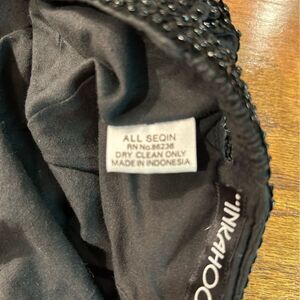 ALL SEQIN
RN No.86236
DRY CLEAN ONLY
MADE IN INDONESIA